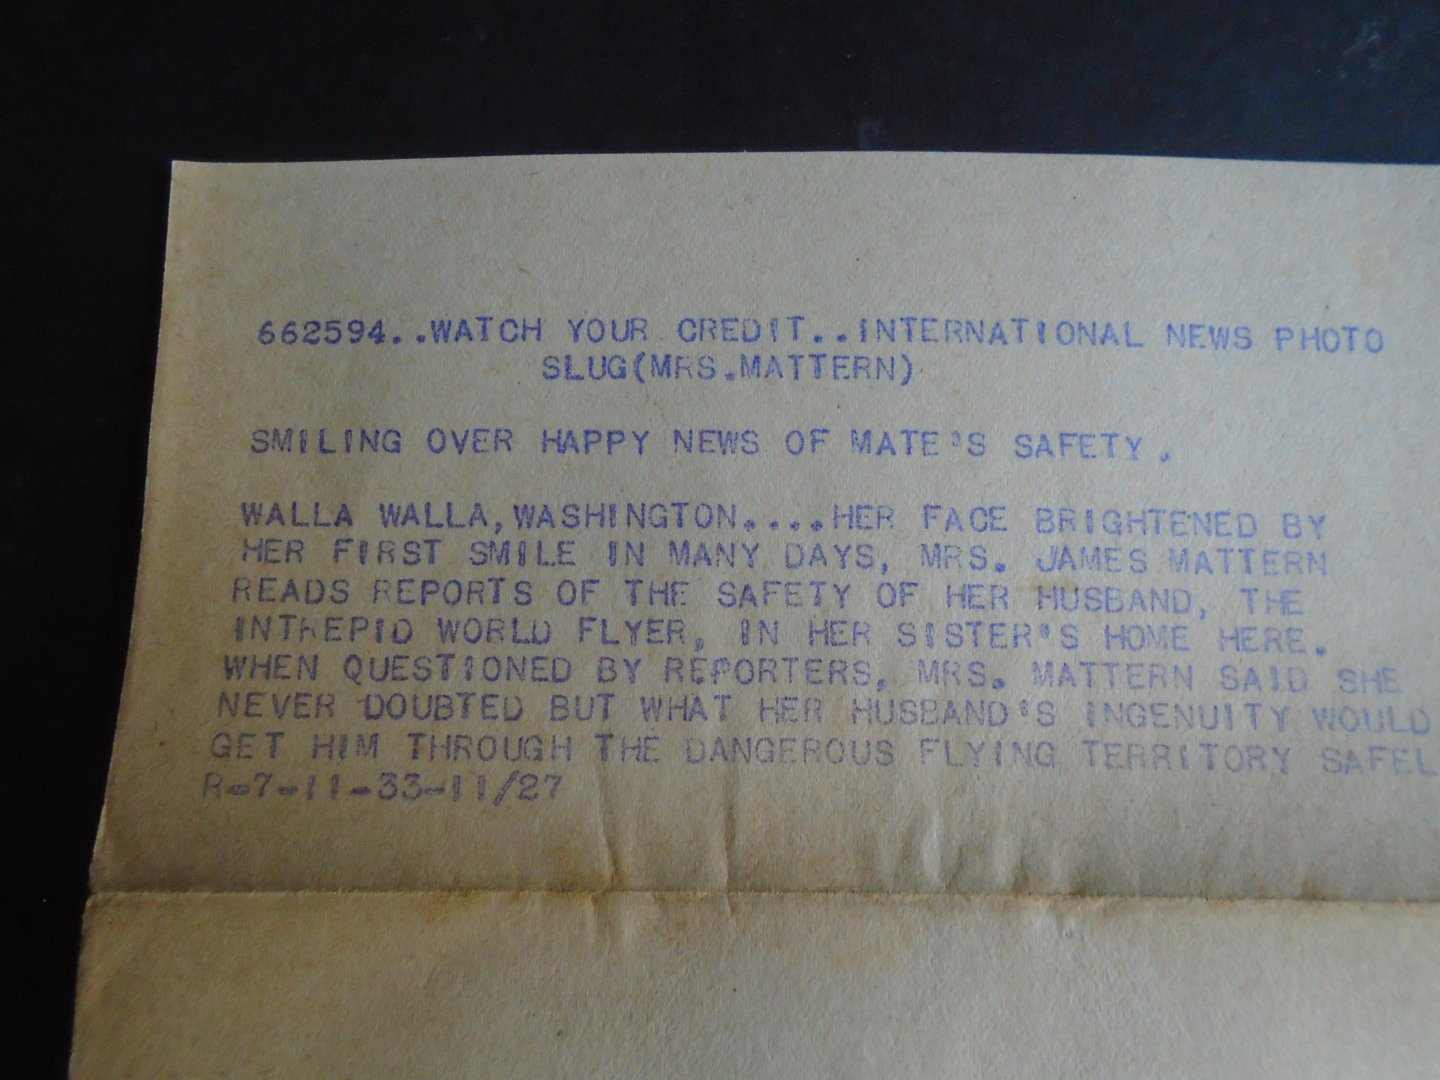 662594..WATCH YOUR CREDIT..INTERNATIONAL NEWS PHOTO
SLUG(MRS.MATTERN)
SMILING OVER HAPPY NEWS OF MATE'S SAFETY.
WALLA WALLA,WASHINGTON....HER FACE BRIGHTENED BY
HER FIRST SMILE IN MANY DAYS, MRS. JAMES MATTERN
READS REPORTS OF THE SAFETY OF HER HUSBAND, THE
INTREPID WORLD FLYER, IN HER SISTER'S HOME HERE.
WHEN QUESTIONED BY REPORTERS, MRS. MATTERN SAID SHE
NEVER DOUBTED BUT WHAT HER HUSBAND'S INGENUITY WOULD
GET HIM THROUGH THE DANGEROUS FLYING TERRITORY SAFEL
R-7-11-33-11/27